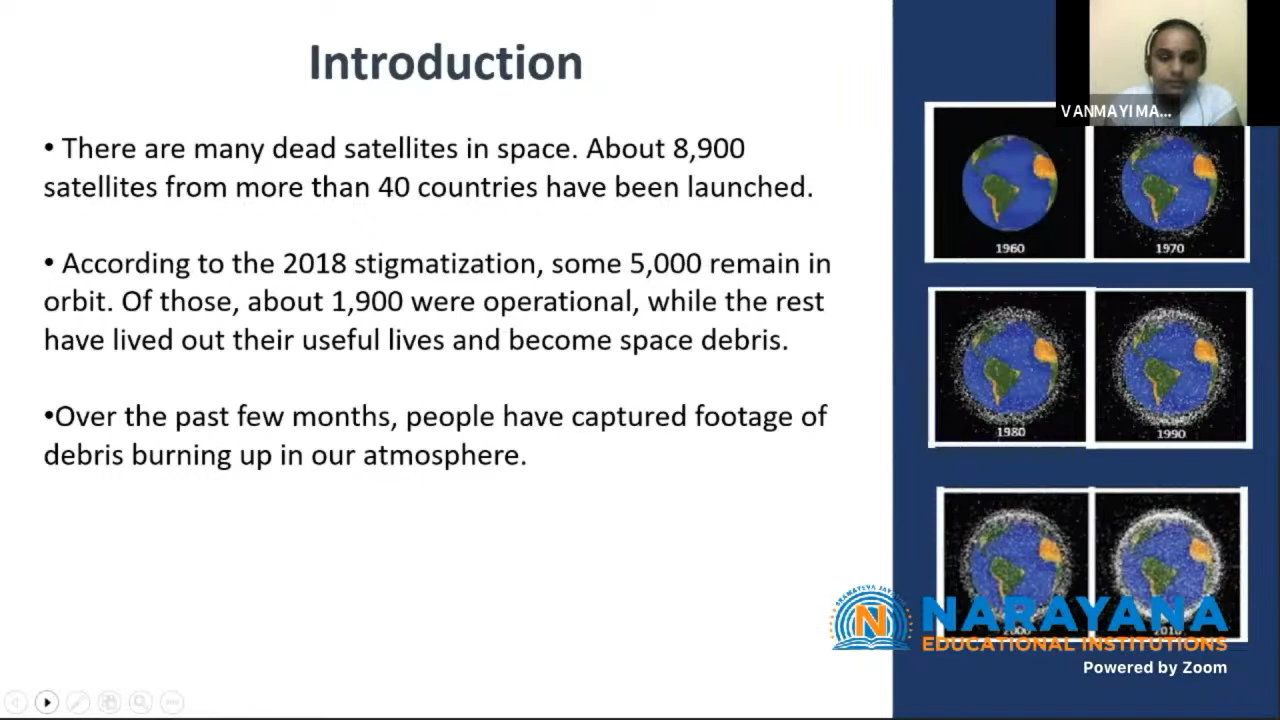 Introduction
• There are many dead satellites in space. About 8,900
satellites from more than 40 countries have been launched.
• According to the 2018 stigmatization, some 5,000 remain in
orbit. Of those, about 1,900 were operational, while the rest
have lived out their useful lives and become space debris.
•Over the past few months, people have captured footage of
debris burning up in our atmosphere.
VANMAYI MA...
1960
1970
1980
1990
2000
2010
N
NARAYANA
EDUCATIONAL INSTITUTIONS
Powered by Zoom